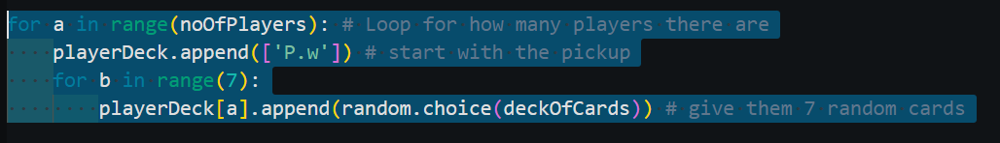 for a in range(noOfPlayers): # Loop for how many players there are
    playerDeck.append(['P.w']) # start with the pickup
    for b in range(7):
        playerDeck[a].append(random.choice(deckOfCards)) # give them 7 random cards